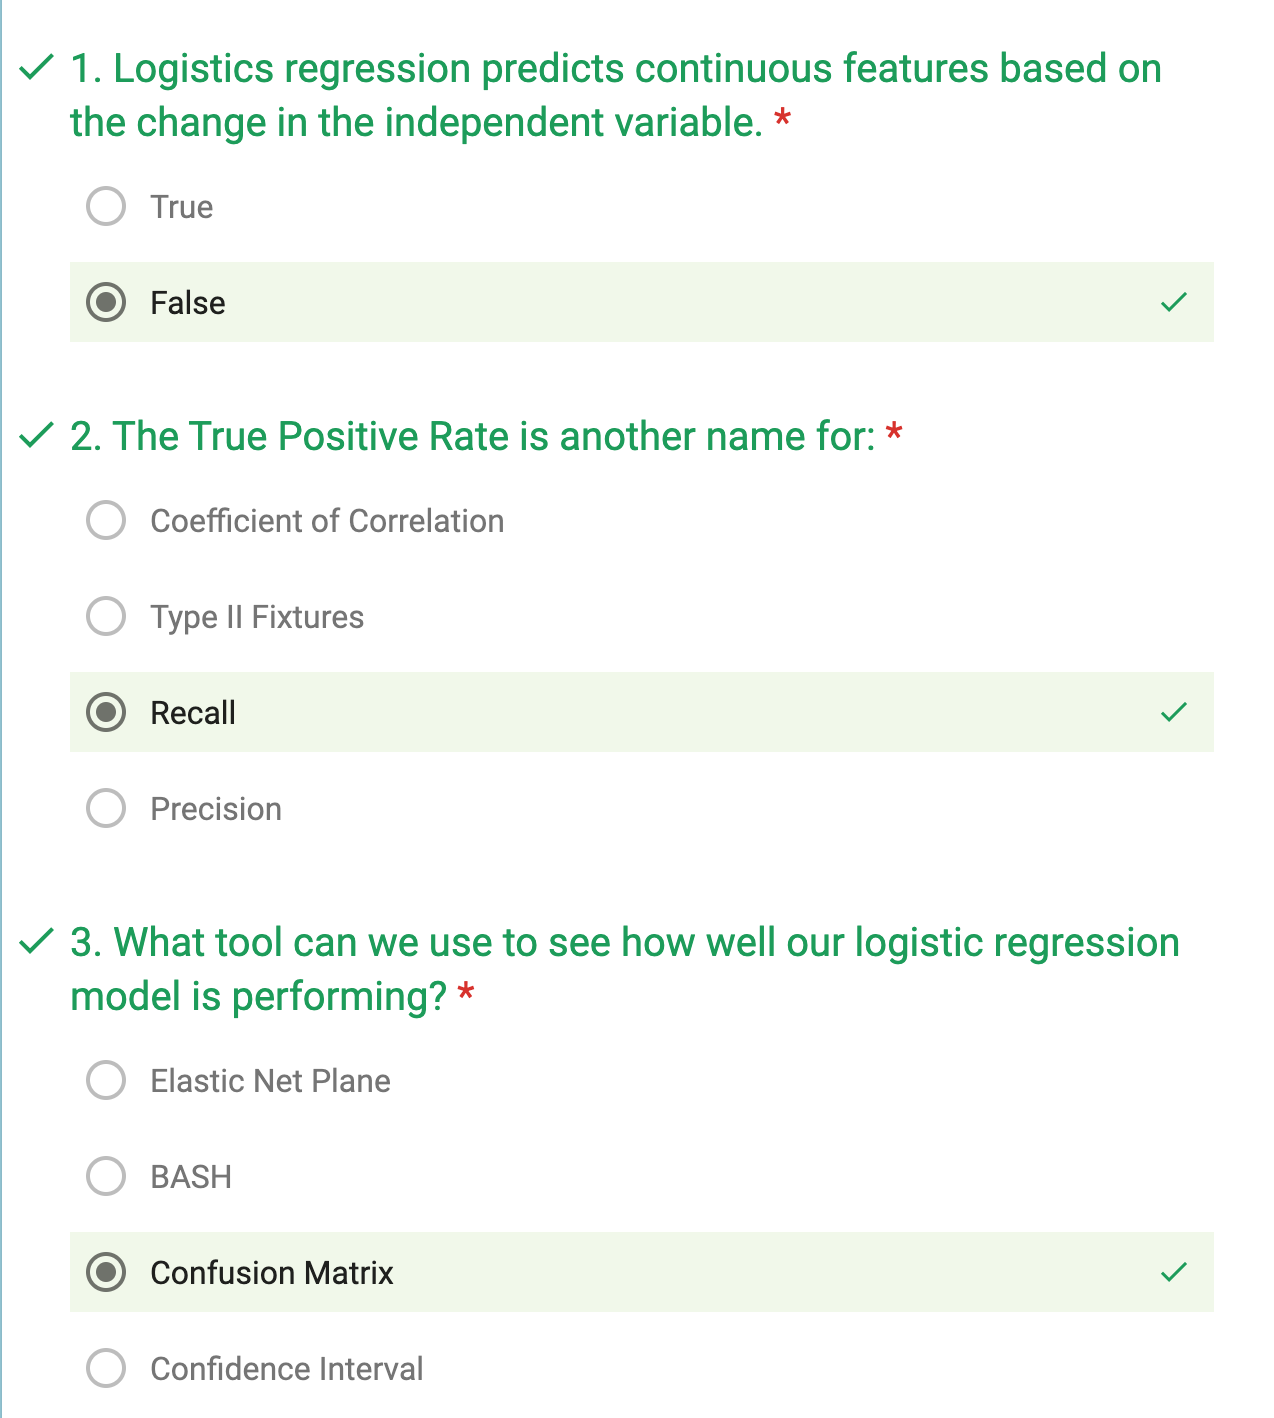 1. Logistics regression predicts continuous features based on
the change in the independent variable. *
True
False
2. The True Positive Rate is another name for: *
Coefficient of Correlation
Type II Fixtures
Recall
Precision
3. What tool can we use to see how well our logistic regression
model is performing? *
Elastic Net Plane
BASH
Confusion Matrix
Confidence Interval